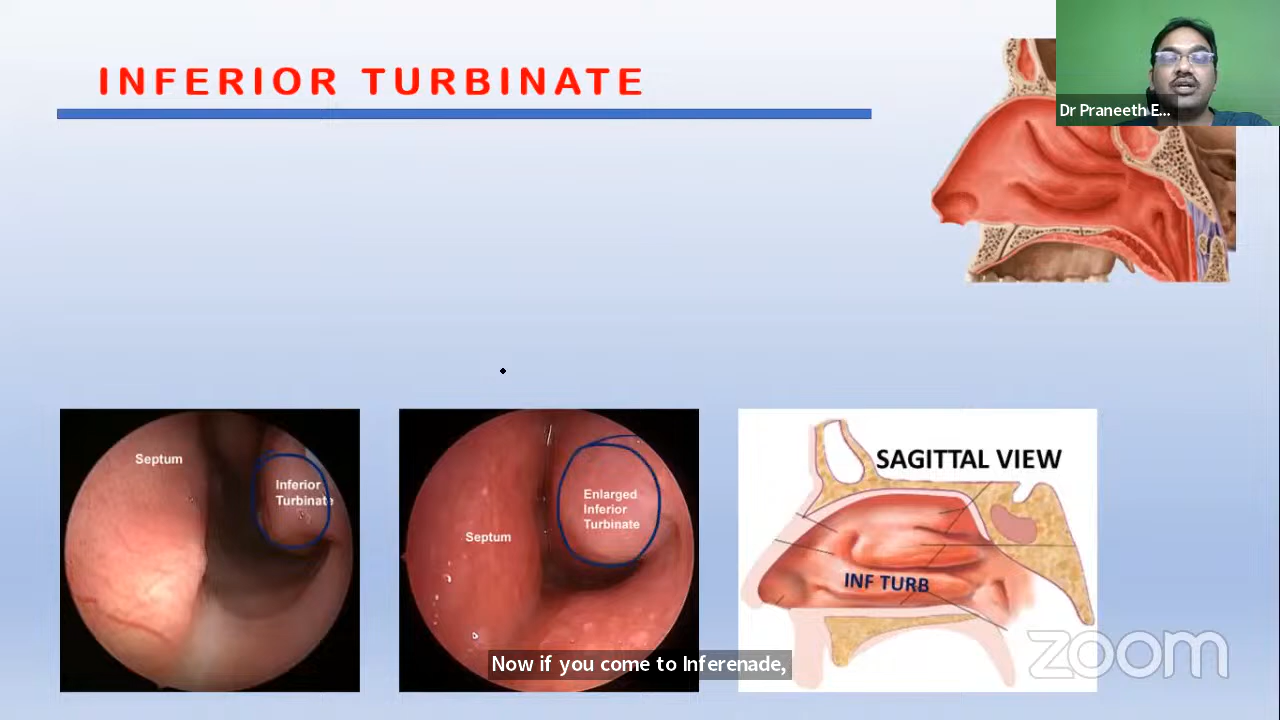 INFERIOR TURBINATE
Dr Praneeth E...
Septum
Inferior
Turbinate
Enlarged
Inferior
Turbinate
Septum
SAGITTAL VIEW
INF TURB
Now if you come to Inferenade,
zoom